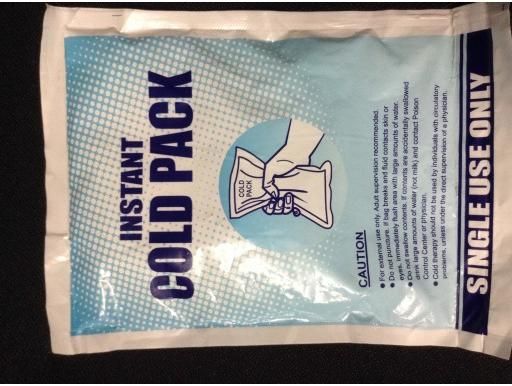 INSTANT
COLD PACK
COLD
PACK
CAUTION
● For external use only. Adult supervision recommended.
● Do not puncture. If bag breaks and fluid contacts skin or
eyes, immediately flush area with large amounts of water.
● Do not swallow contents. If contents are accidentally swallowed
drink large amounts of water (not milk) and contact Poison
Control Center or physician.
● Cold therapy should not be used by individuals with circulatory
problems, unless under the direct supervision of a physician.
SINGLE USE ONLY